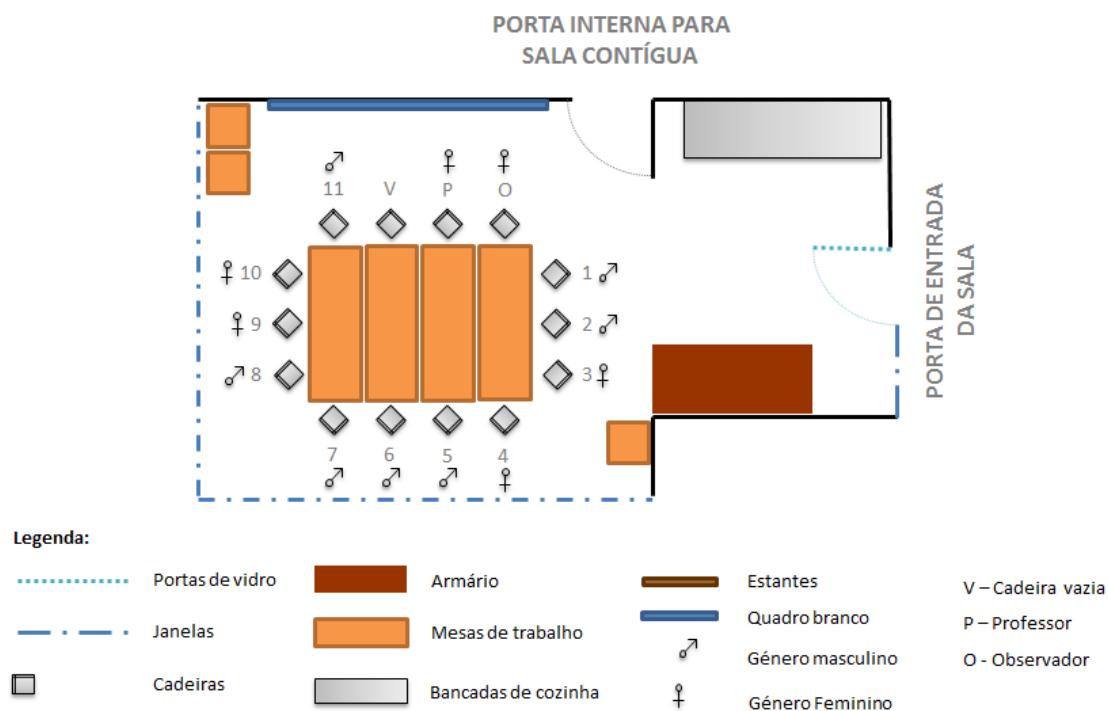 PORTA INTERNA PARA
SALA CONTÍGUA
11 V P O
10 1
9 2
8 3
7 6 5 4
PORTA DE ENTRADA
DA SALA
Legenda:
Portas de vidro
Armário
Estantes
V – Cadeira vazia
Quadro branco
P – Professor
Janelas
Mesas de trabalho
Género masculino
O - Observador
Cadeiras
Bancadas de cozinha
Género Feminino